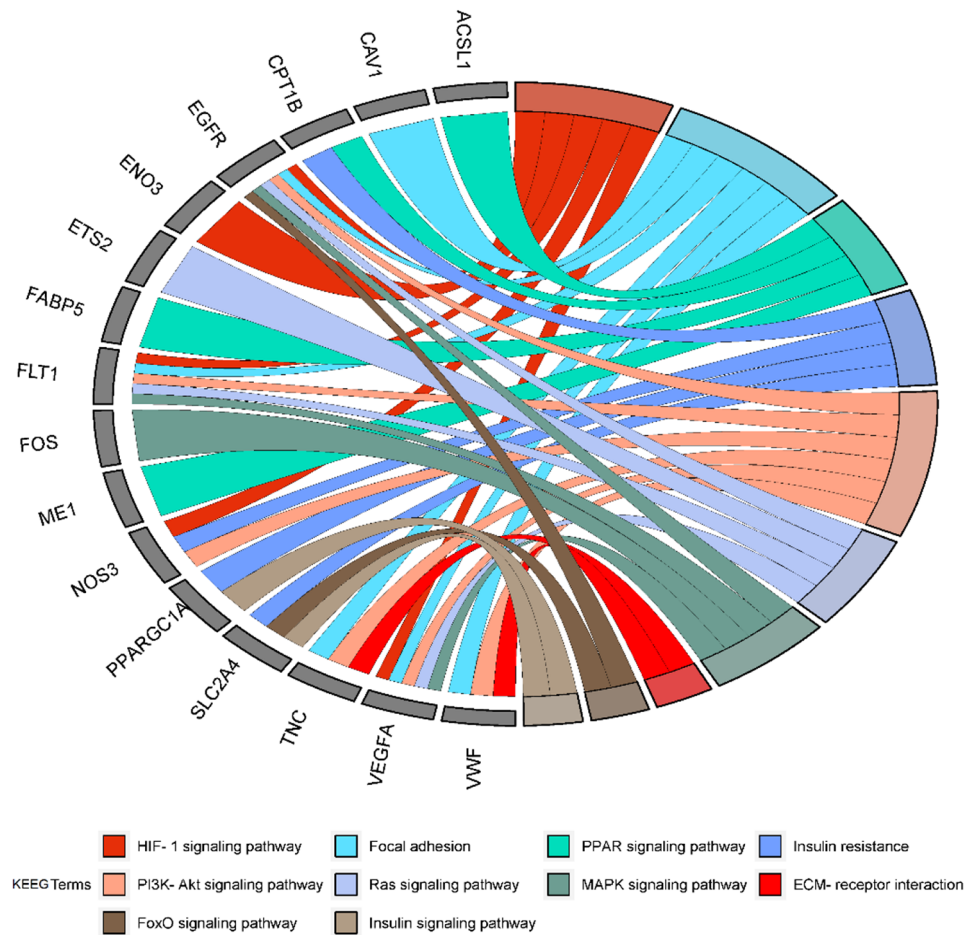 ACSL1
CAV1
CPT1B
EGFR
ENO3
ETS2
FABP5
FLT1
FOS
ME1
NOS3
PPARGC1A
SLC2A4
TNC
VEGFA
VWF
HIF- 1 signaling pathway Focal adhesion PPAR signaling pathway Insulin resistance
KEEG Terms PI3K- Akt signaling pathway Ras signaling pathway MAPK signaling pathway ECM- receptor interaction
FoxO signaling pathway Insulin signaling pathway